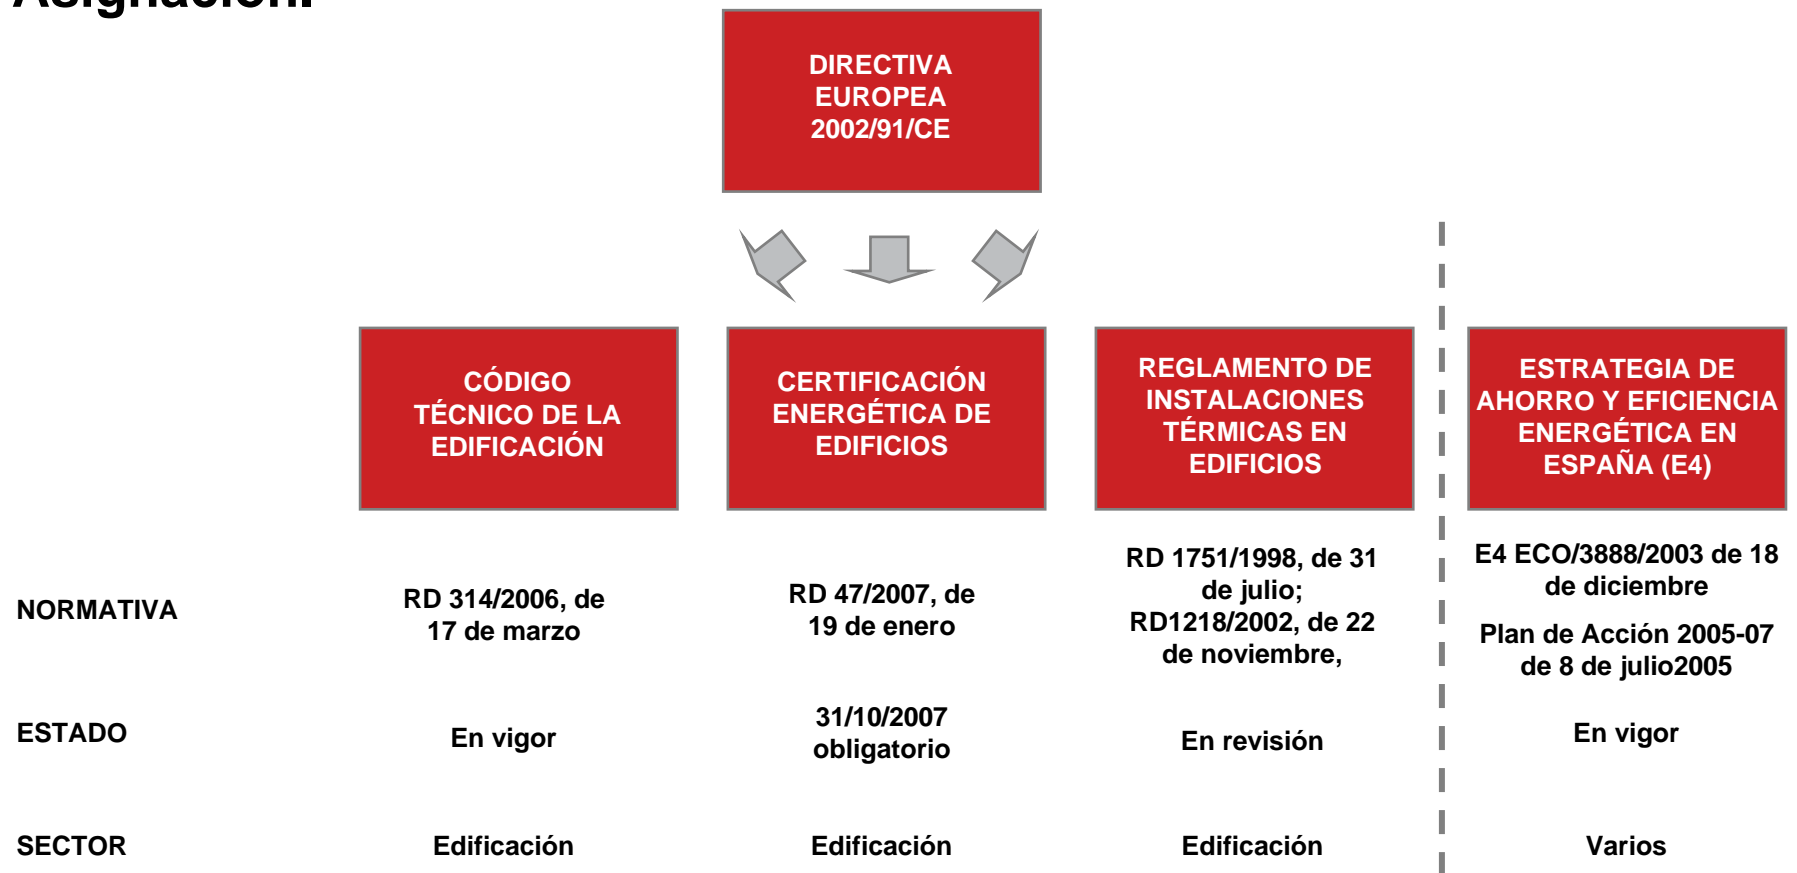 Asignación.
DIRECTIVA
EUROPEA
2002/91/CE
CÓDIGO
TÉCNICO DE LA
EDIFICACIÓN
CERTIFICACIÓN
ENERGÉTICA DE
EDIFICIOS
REGLAMENTO DE
INSTALACIONES
TÉRMICAS EN
EDIFICIOS
ESTRATEGIA DE
AHORRO Y EFICIENCIA
ENERGÉTICA EN
ESPAÑA (E4)
NORMATIVA
RD 314/2006, de
17 de marzo
RD 47/2007, de
19 de enero
RD 1751/1998, de 31
de julio;
RD1218/2002, de 22
de noviembre,
E4 ECO/3888/2003 de 18
de diciembre
Plan de Acción 2005-07
de 8 de julio2005
ESTADO
En vigor
31/10/2007
obligatorio
En revisión
En vigor
SECTOR
Edificación
Edificación
Edificación
Varios